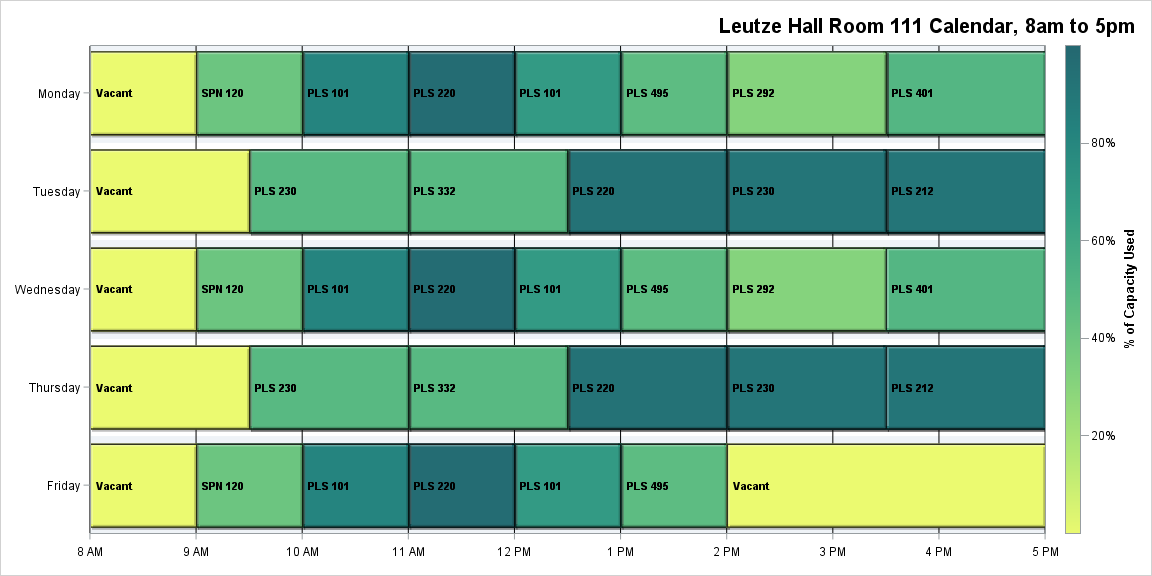 Leutze Hall Room 111 Calendar, 8am to 5pm
Monday Vacant SPN 120 PLS 101 PLS 220 PLS 101 PLS 495 PLS 292 PLS 401
Tuesday Vacant PLS 230 PLS 332 PLS 220 PLS 230 PLS 212
Wednesday Vacant SPN 120 PLS 101 PLS 220 PLS 101 PLS 495 PLS 292 PLS 401
Thursday Vacant PLS 230 PLS 332 PLS 220 PLS 230 PLS 212
Friday Vacant SPN 120 PLS 101 PLS 220 PLS 101 PLS 495 Vacant
8 AM 9 AM 10 AM 11 AM 12 PM 1 PM 2 PM 3 PM 4 PM 5 PM
80%
60%
40%
20%
% of Capacity Used